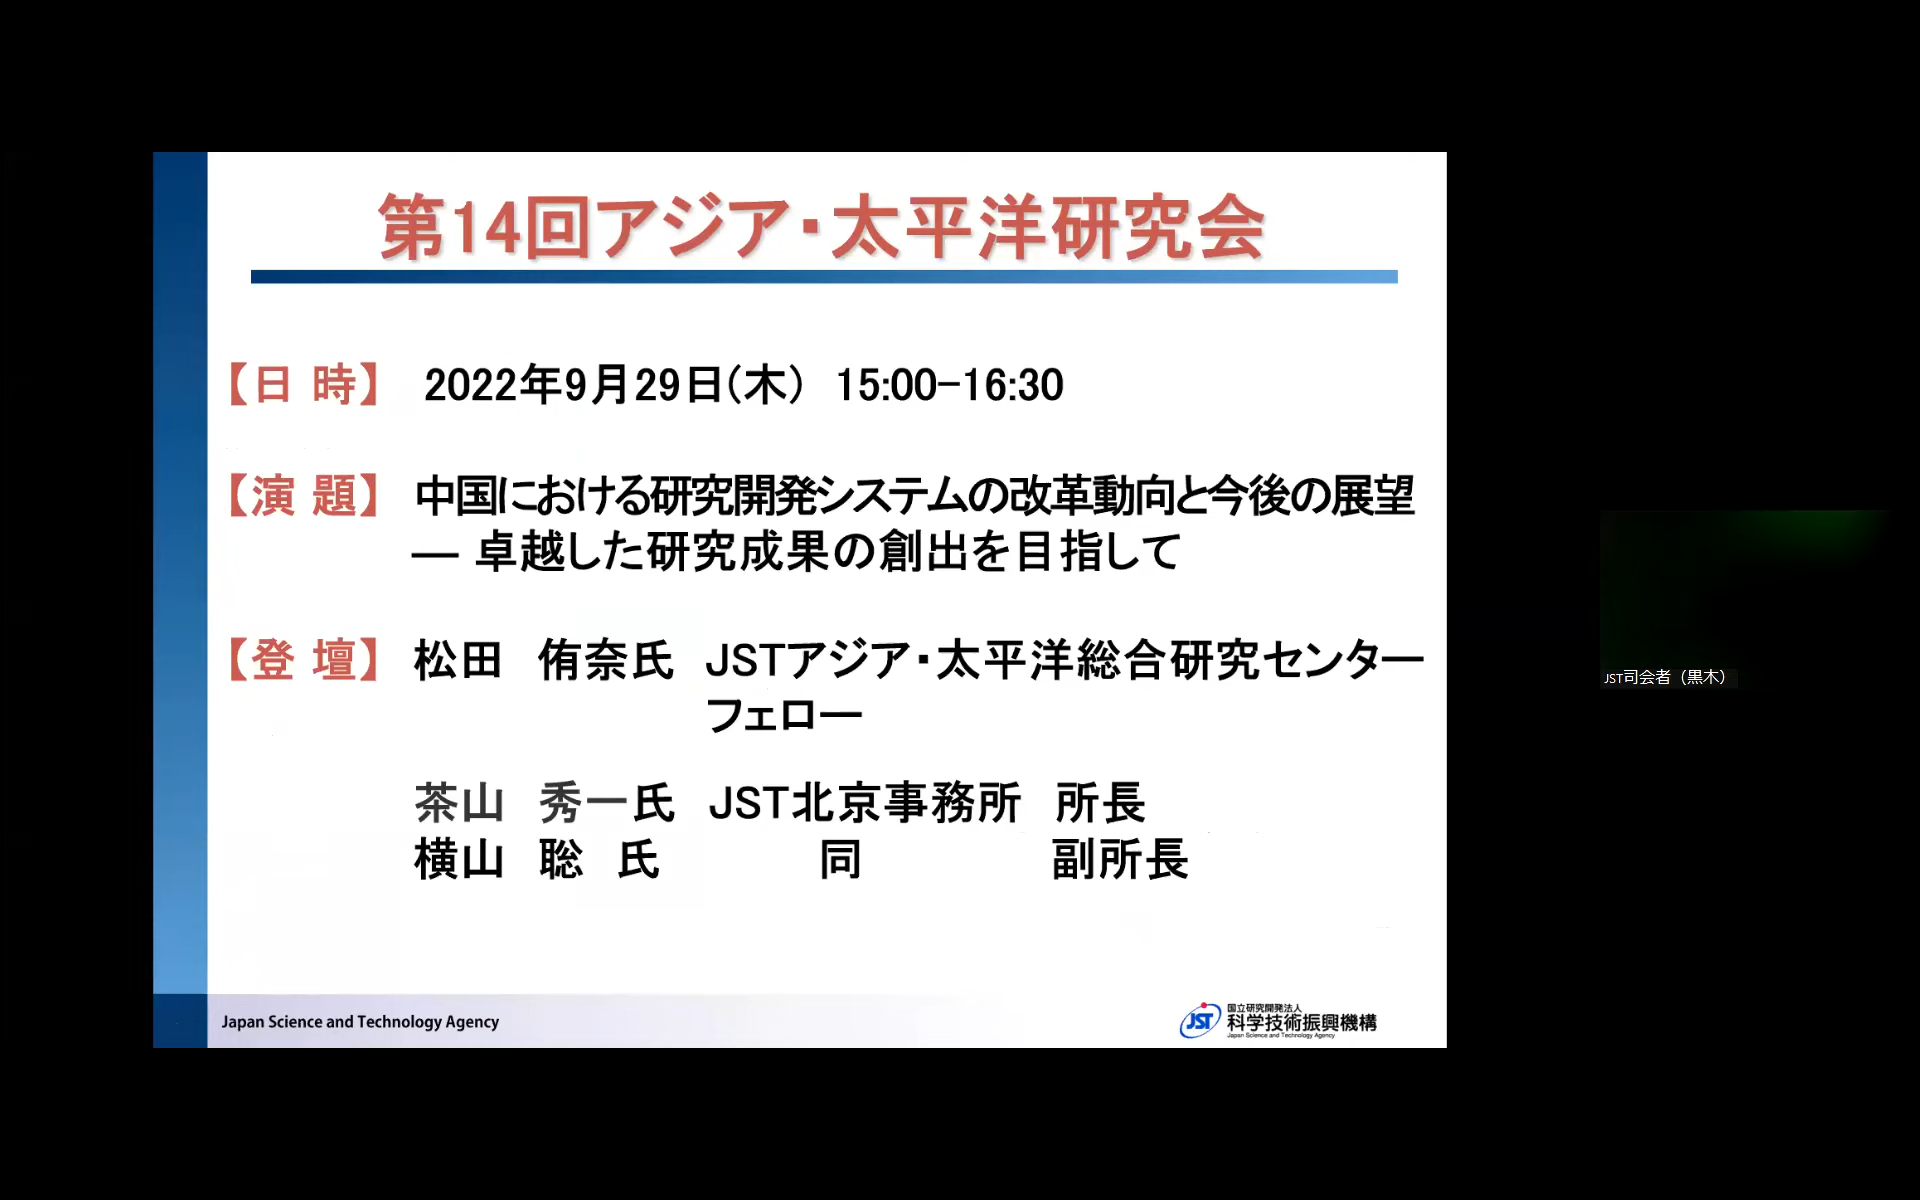 第14回アジア・太平洋研究会
【日 時】 2022年9月29日(木) 15:00-16:30
【演 題】 中国における研究開発システムの改革動向と今後の展望
― 卓越した研究成果の創出を目指して
【登 壇】 松田 侑奈氏 JSTアジア・太平洋総合研究センター
フェロー
茶山 秀一氏 JST北京事務所 所長
横山 聡 氏 同 副所長
JST司会者（黒木）
Japan Science and Technology Agency
JST
国立研究開発法人
科学技術振興機構
Japan Science and Technology Agency